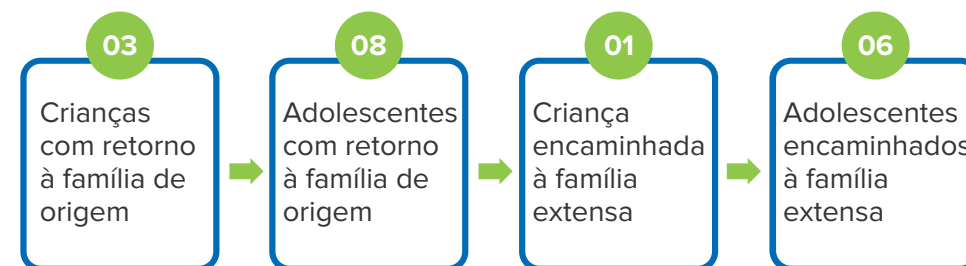 03
Crianças
com retorno
à família de
origem
08
Adolescentes
com retorno
à família de
origem
01
Criança
encaminhada
à família
extensa
06
Adolescentes
encaminhados
à família
extensa